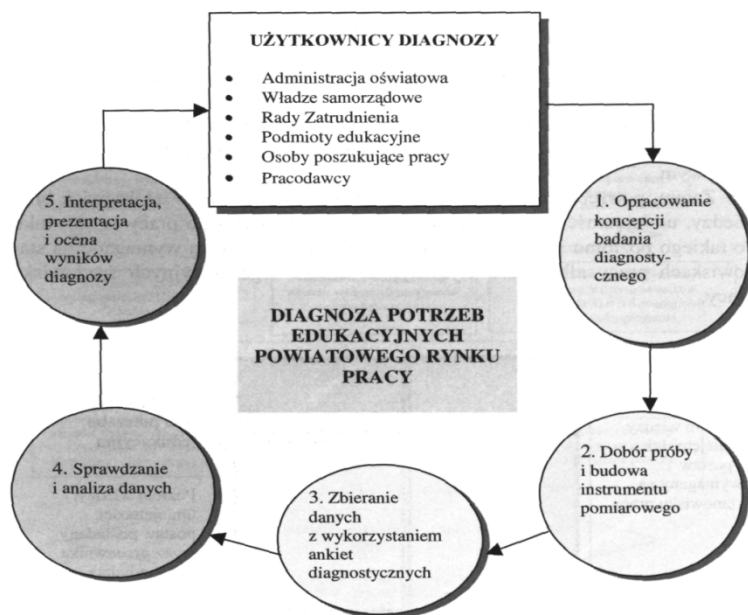 UŻYTKOWNICY DIAGNOZY
• Administracja oświatowa
• Władze samorządowe
• Rady Zatrudnienia
• Podmioty edukacyjne
• Osoby poszukujące pracy
• Pracodawcy
1. Opracowanie
koncepcji
badania
diagnosty-
cznego
2. Dobór próby
i budowa
instrumentu
pomiarowego
3. Zbieranie
danych
z wykorzystaniem
ankiet
diagnostycznych
4. Sprawdzanie
i analiza danych
5. Interpretacja,
prezentacja
i ocena
wyników
diagnozy
DIAGNOZA POTRZEB
EDUKACYJNYCH
POWIATOWEGO RYNKU
PRACY